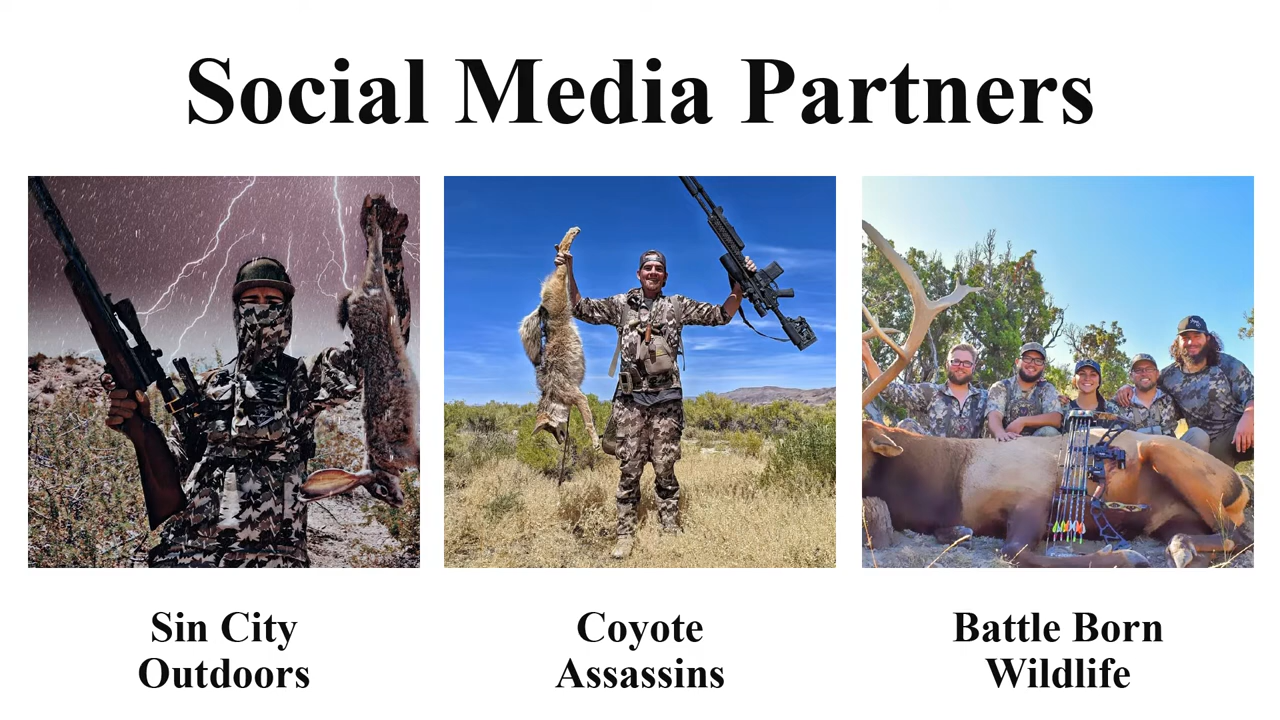 Social Media Partners
Sin City
Outdoors
Coyote
Assassins
Battle Born
Wildlife